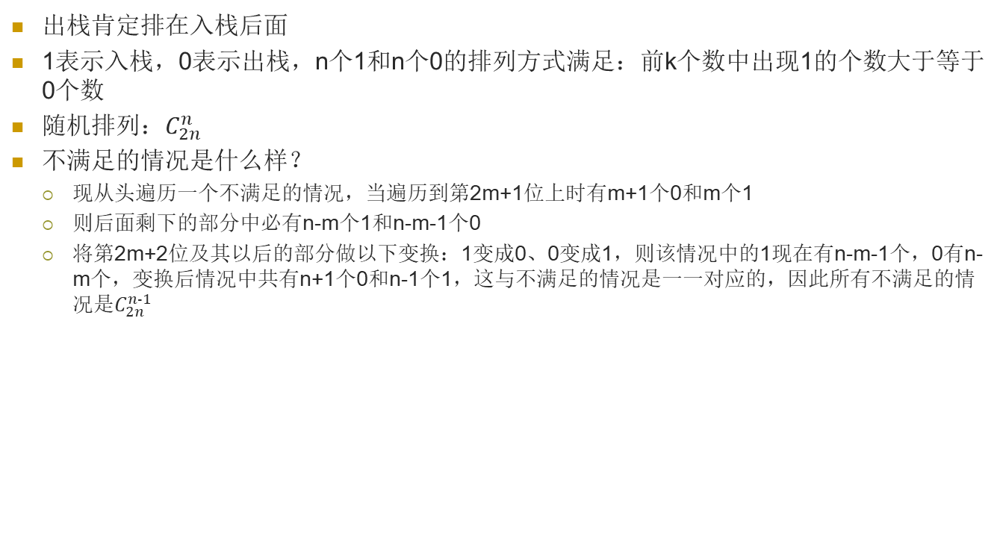 出栈肯定排在入栈后面
1表示入栈，0表示出栈，n个1和n个0的排列方式满足：前k个数中出现1的个数大于等于
0个数
随机排列：$C_{2n}^{n}$
不满足的情况是什么样？
现从头遍历一个不满足的情况，当遍历到第2m+1位上时有m+1个0和m个1
则后面剩下的部分中必有n-m个1和n-m-1个0
将第2m+2位及其以后的部分做以下变换：1变成0、0变成1，则该情况中的1现在有n-m-1个，0有n-
m个，变换后情况中共有n+1个0和n-1个1，这与不满足的情况是一一对应的，因此所有不满足的情
况是$C_{2n}^{n-1}$